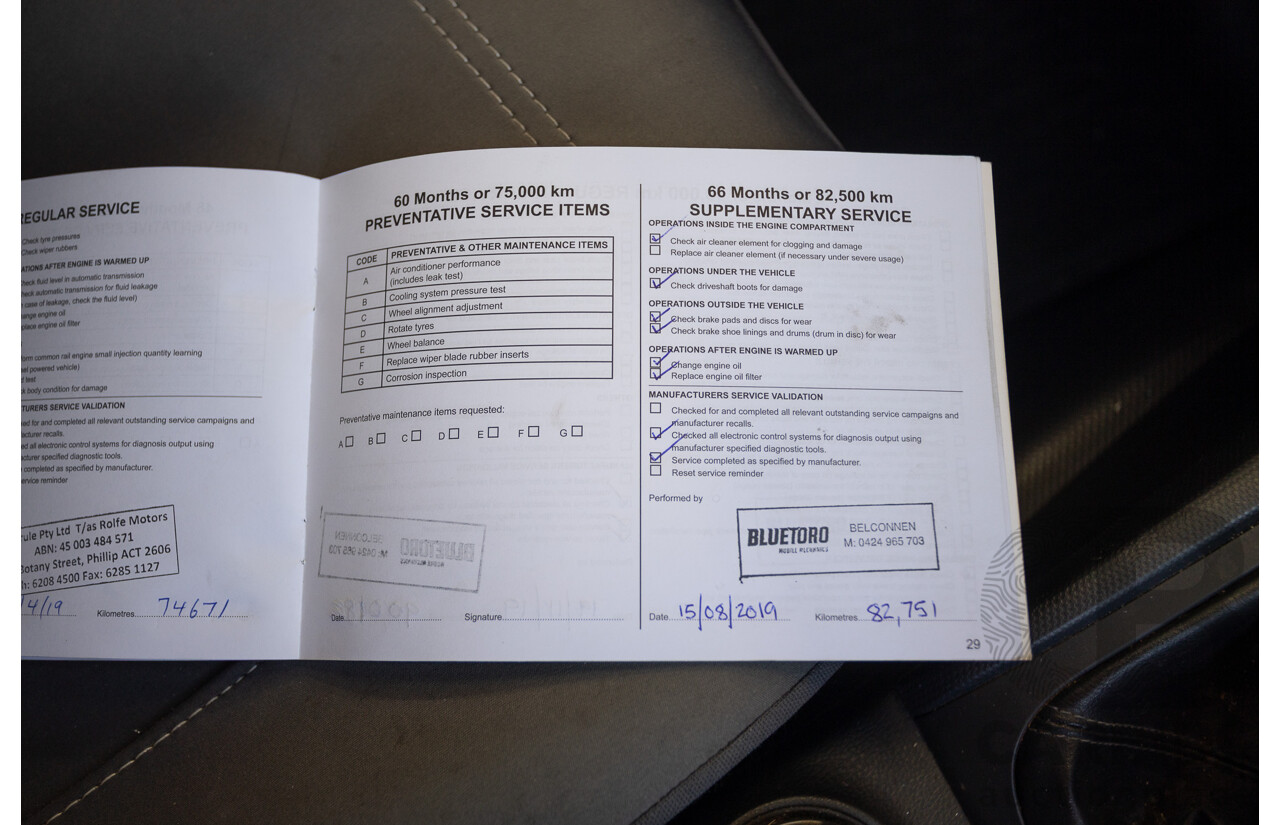 REGULAR SERVICE
Check tyre pressures
Check wiper rubbers
ATIONS AFTER ENGINE IS WARMED UP
heck fluid level in automatic transmission
heck automatic transmission for fluid leakage
case of leakage, check the fluid level)
ange engine oil
place engine oil filter
orm common rail engine small injection quantity learning
el powered vehicle)
d test
k body condition for damage
TURERS SERVICE VALIDATION
ed for and completed all relevant outstanding service campaigns and
facturer recalls.
ed all electronic control systems for diagnosis output using
facturer specified diagnostic tools.
completed as specified by manufacturer.
ervice reminder
rule Pty Ltd T/as Rolfe Motors
ABN: 45 003 484 571
Botany Street, Phillip ACT 2606
h: 6208 4500 Fax: 6285 1127
4/19 Kilometres 74671
60 Months or 75,000 km
PREVENTATIVE SERVICE ITEMS
CODE PREVENTATIVE & OTHER MAINTENANCE ITEMS
A Air conditioner performance
(includes leak test)
B Cooling system pressure test
C Wheel alignment adjustment
D Rotate tyres
E Wheel balance
F Replace wiper blade rubber inserts
G Corrosion inspection
Preventative maintenance items requested:
A B C D E F G
Date Signature
66 Months or 82,500 km
SUPPLEMENTARY SERVICE
OPERATIONS INSIDE THE ENGINE COMPARTMENT
Check air cleaner element for clogging and damage
Replace air cleaner element (if necessary under severe usage)
OPERATIONS UNDER THE VEHICLE
Check driveshaft boots for damage
OPERATIONS OUTSIDE THE VEHICLE
Check brake pads and discs for wear
Check brake shoe linings and drums (drum in disc) for wear
OPERATIONS AFTER ENGINE IS WARMED UP
Change engine oil
Replace engine oil filter
MANUFACTURERS SERVICE VALIDATION
Checked for and completed all relevant outstanding service campaigns and
manufacturer recalls.
Checked all electronic control systems for diagnosis output using
manufacturer specified diagnostic tools.
Service completed as specified by manufacturer.
Reset service reminder
Performed by
BLUETORO BELCONNEN
MOBILE MECHANICS M: 0424 965 703
Date 15/08/2019 Kilometres 82,751
29